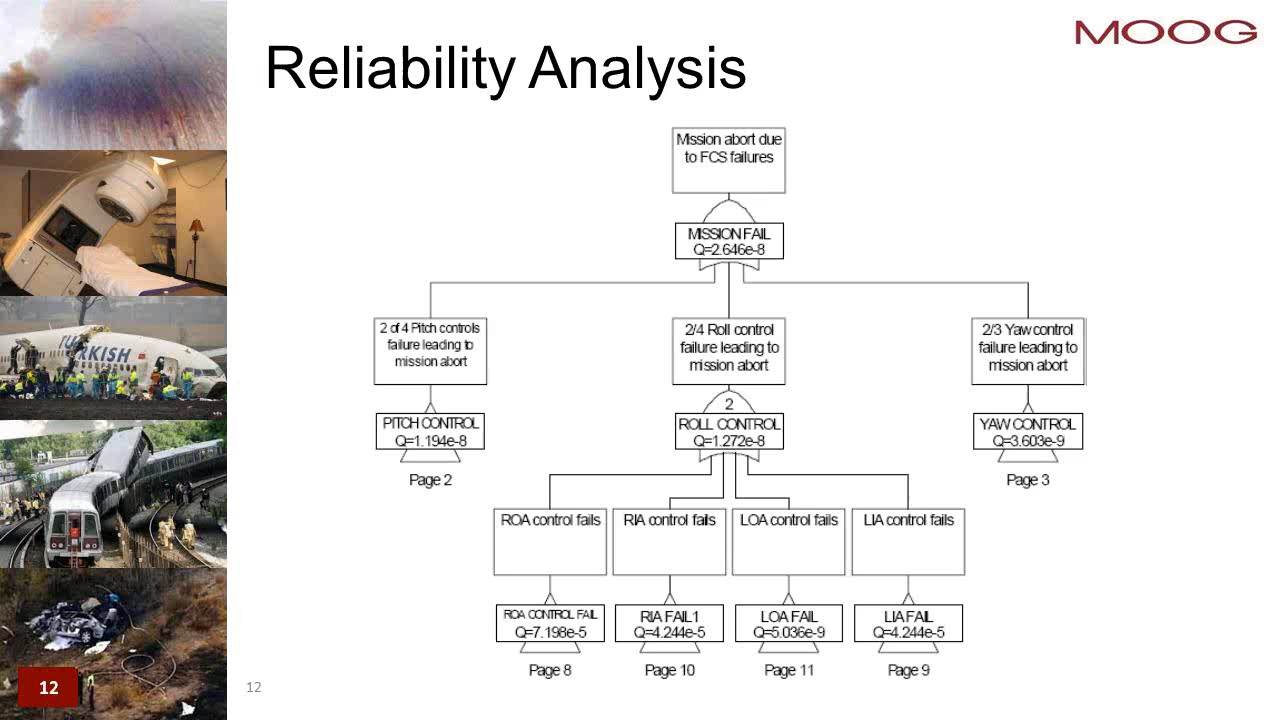 MOOG
Reliability Analysis
Mission abort due
to FCS failures
MISSION FAIL
Q=2.646e-8
2 of 4 Pitch controls
failure leading to
mission abort
2/4 Roll control
failure leading to
mission abort
2/3 Yaw control
failure leading to
mission abort
PITCH CONTROL
Q=1.194e-8
Page 2
2
ROLL CONTROL
Q=1.272e-8
YAW CONTROL
Q=3.603e-9
Page 3
ROA control fails
RIA control fails
LOA control fails
LIA control fails
ROA CONTROL FAIL
Q=7.198e-5
Page 8
RIA FAIL1
Q=4.244e-5
Page 10
LOA FAIL
Q=5.036e-9
Page 11
LIA FAIL
Q=4.244e-5
Page 9
TURKISH
12
12